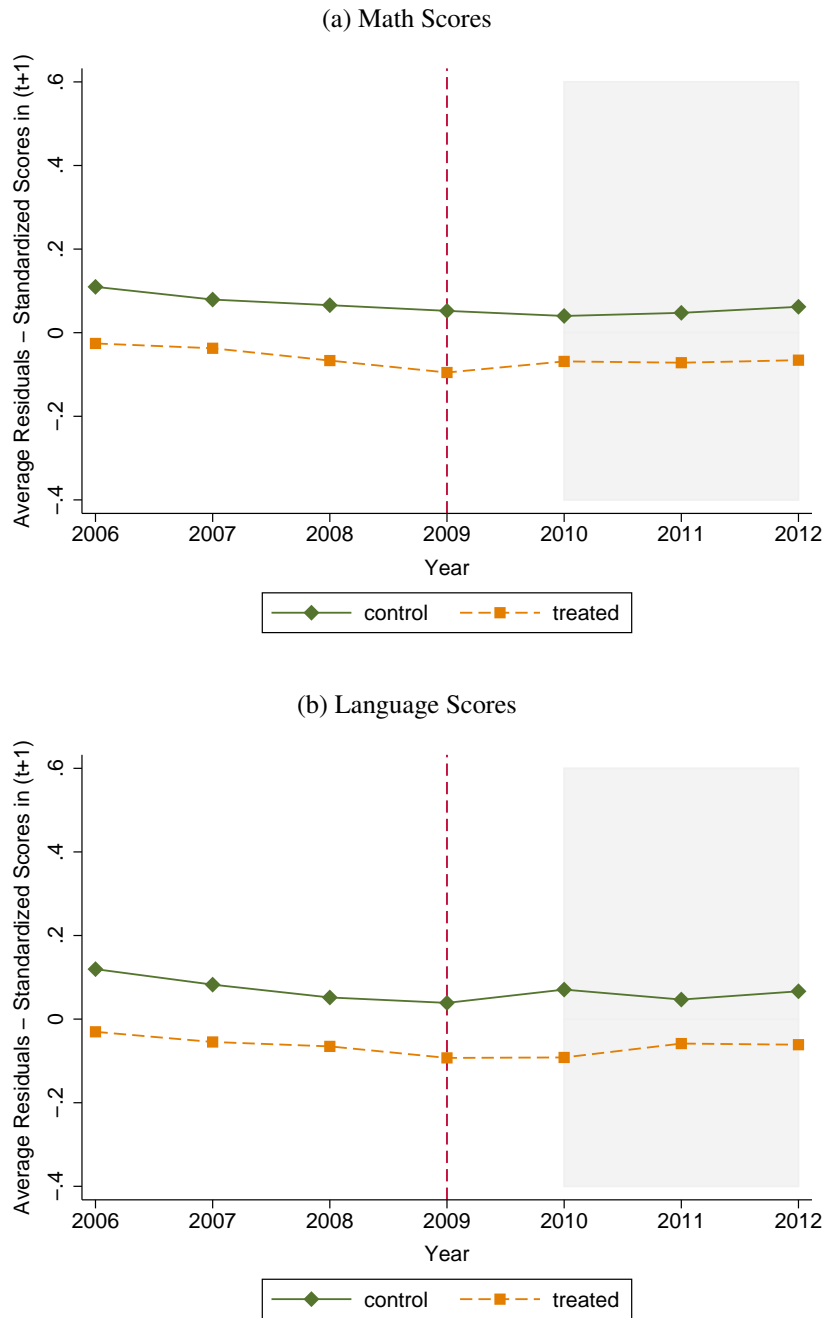 (a) Math Scores
Average Residuals − Standardized Scores in (t+1)
.6
.4
.2
0
−.2
−.4
2006 2007 2008 2009 2010 2011 2012
Year
control treated
(b) Language Scores
Average Residuals − Standardized Scores in (t+1)
.6
.4
.2
0
−.2
−.4
2006 2007 2008 2009 2010 2011 2012
Year
control treated